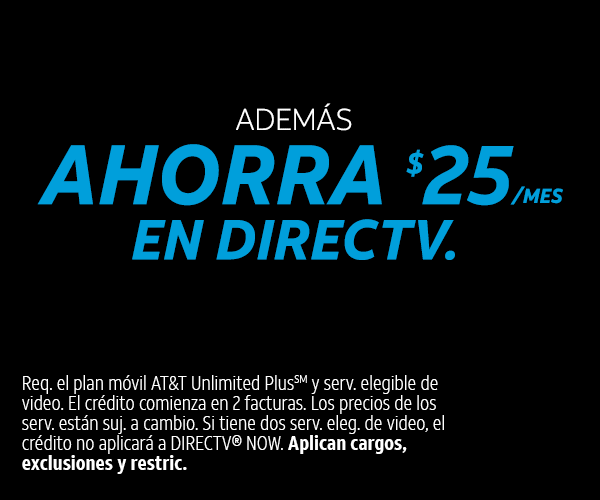 ADEMÁS
AHORRA $25/MES
EN DIRECTV.
Req. el plan móvil AT&T Unlimited Plus℠ y serv. elegible de
video. El crédito comienza en 2 facturas. Los precios de los
serv. están suj. a cambio. Si tiene dos serv. eleg. de video, el
crédito no aplicará a DIRECTV® NOW. Aplican cargos,
exclusiones y restric.